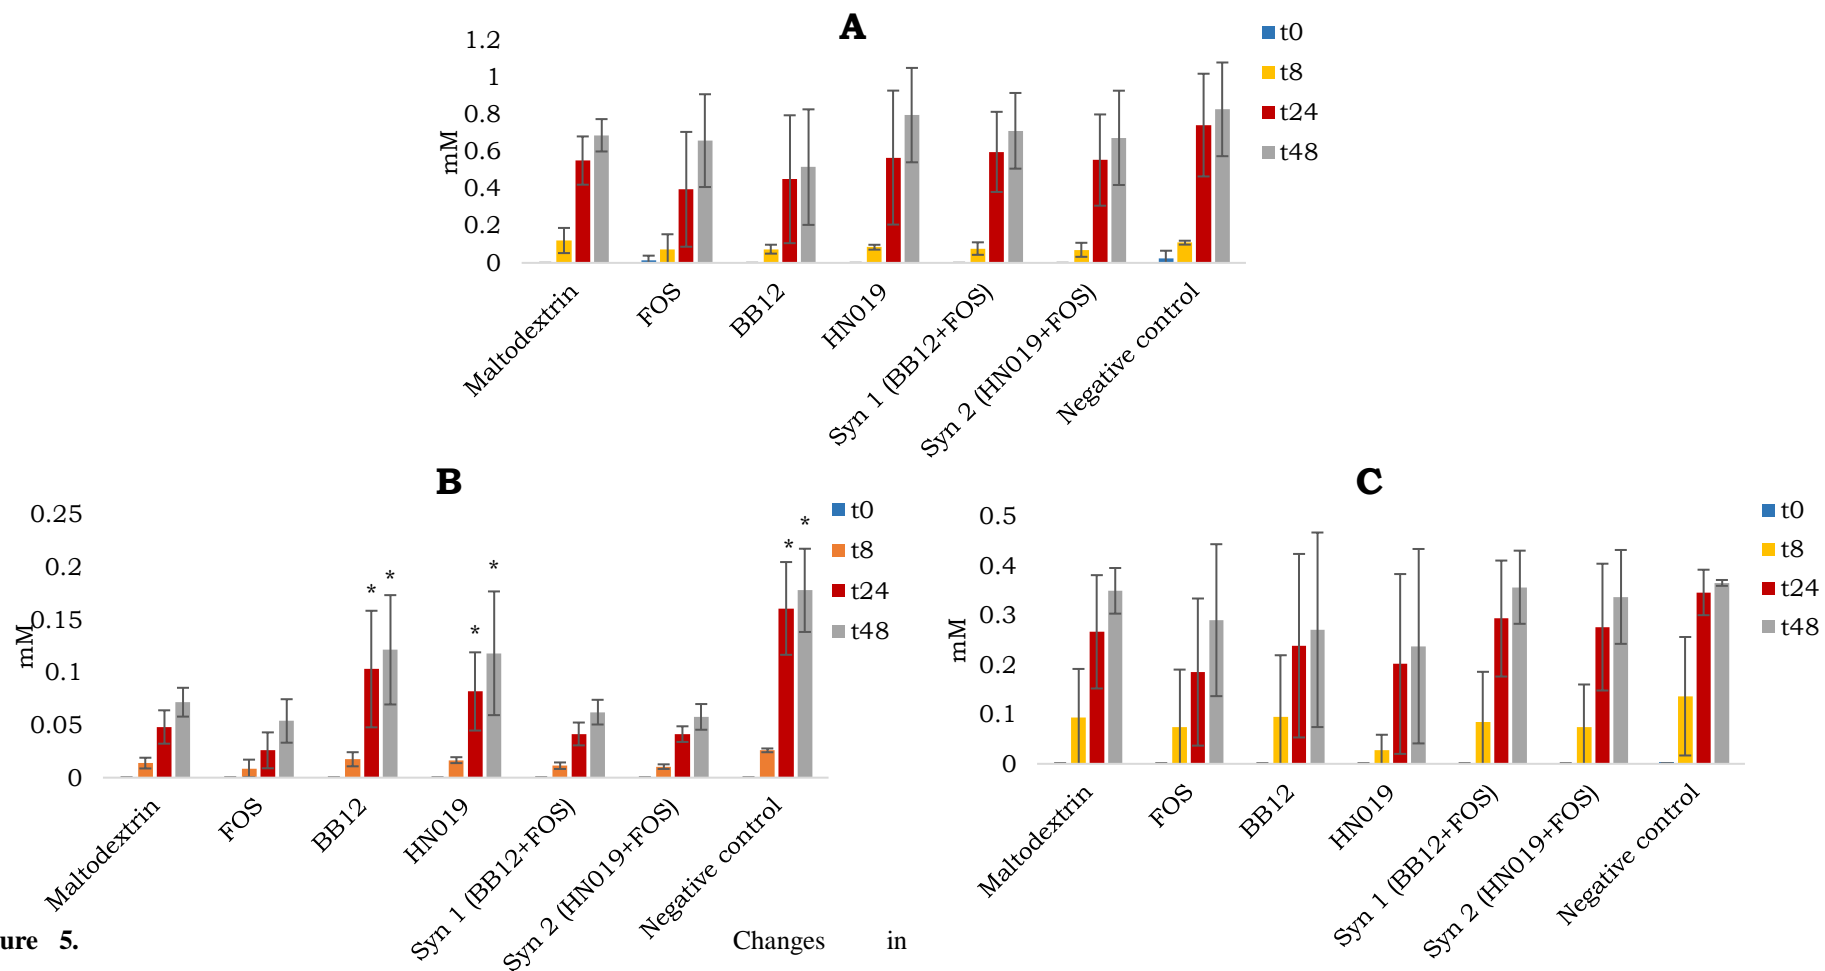 A
mM
1.2
1
0.8
0.6
0.4
0.2
0
t0
t8
t24
t48
Maltodextrin
FOS
BB12
HN019
Syn 1 (BB12+FOS)
Syn 2 (HN019+FOS)
Negative control
B
mM
0.25
0.2
0.15
0.1
0.05
0
* *
* *
* *
t0
t8
t24
t48
Maltodextrin
FOS
BB12
HN019
Syn 1 (BB12+FOS)
Syn 2 (HN019+FOS)
Negative control
C
mM
0.5
0.4
0.3
0.2
0.1
0
t0
t8
t24
t48
Maltodextrin
FOS
BB12
HN019
Syn 1 (BB12+FOS)
Syn 2 (HN019+FOS)
Negative control
ure 5. Changes in